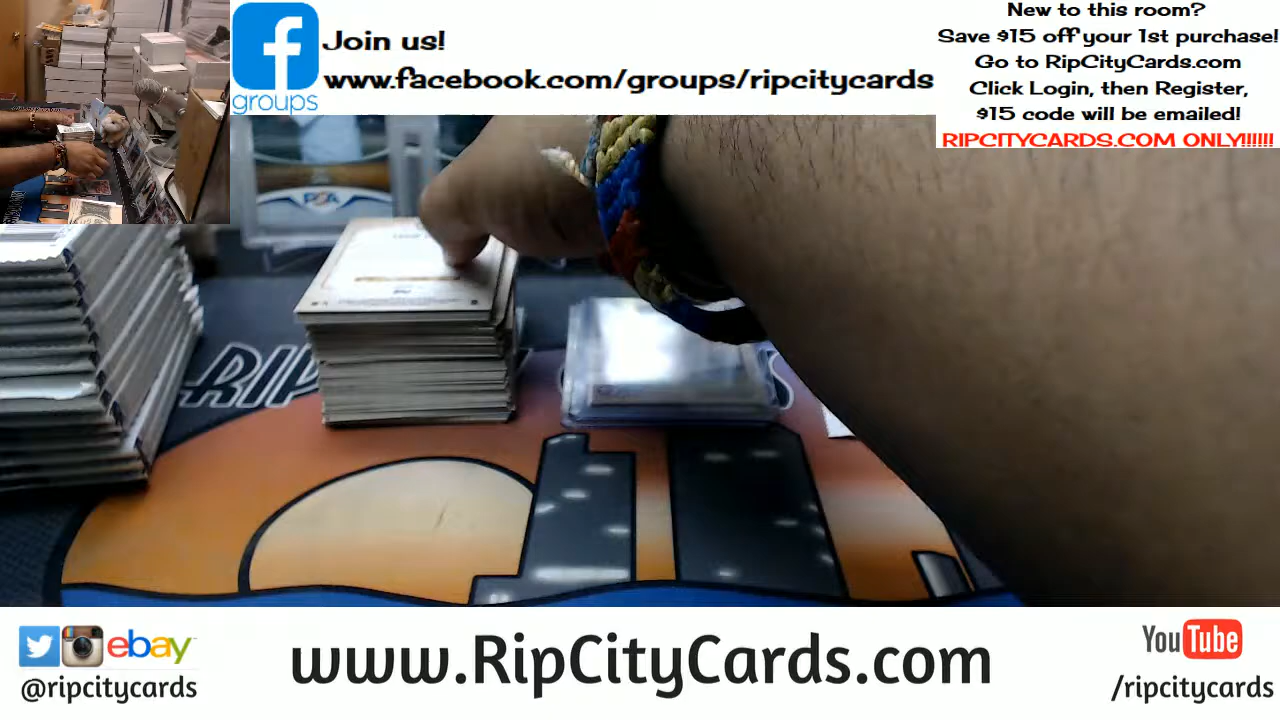 Join us!
www.facebook.com/groups/ripcitycards
groups
New to this room?
Save $15 off your 1st purchase!
Go to RipCityCards.com
Click Login, then Register,
$15 code will be emailed!
RIPCITYCARDS.COM ONLY!!!!!!
PSA
RIP
S
ebay
@ripcitycards
www.RipCityCards.com
YouTube
/ripcitycards